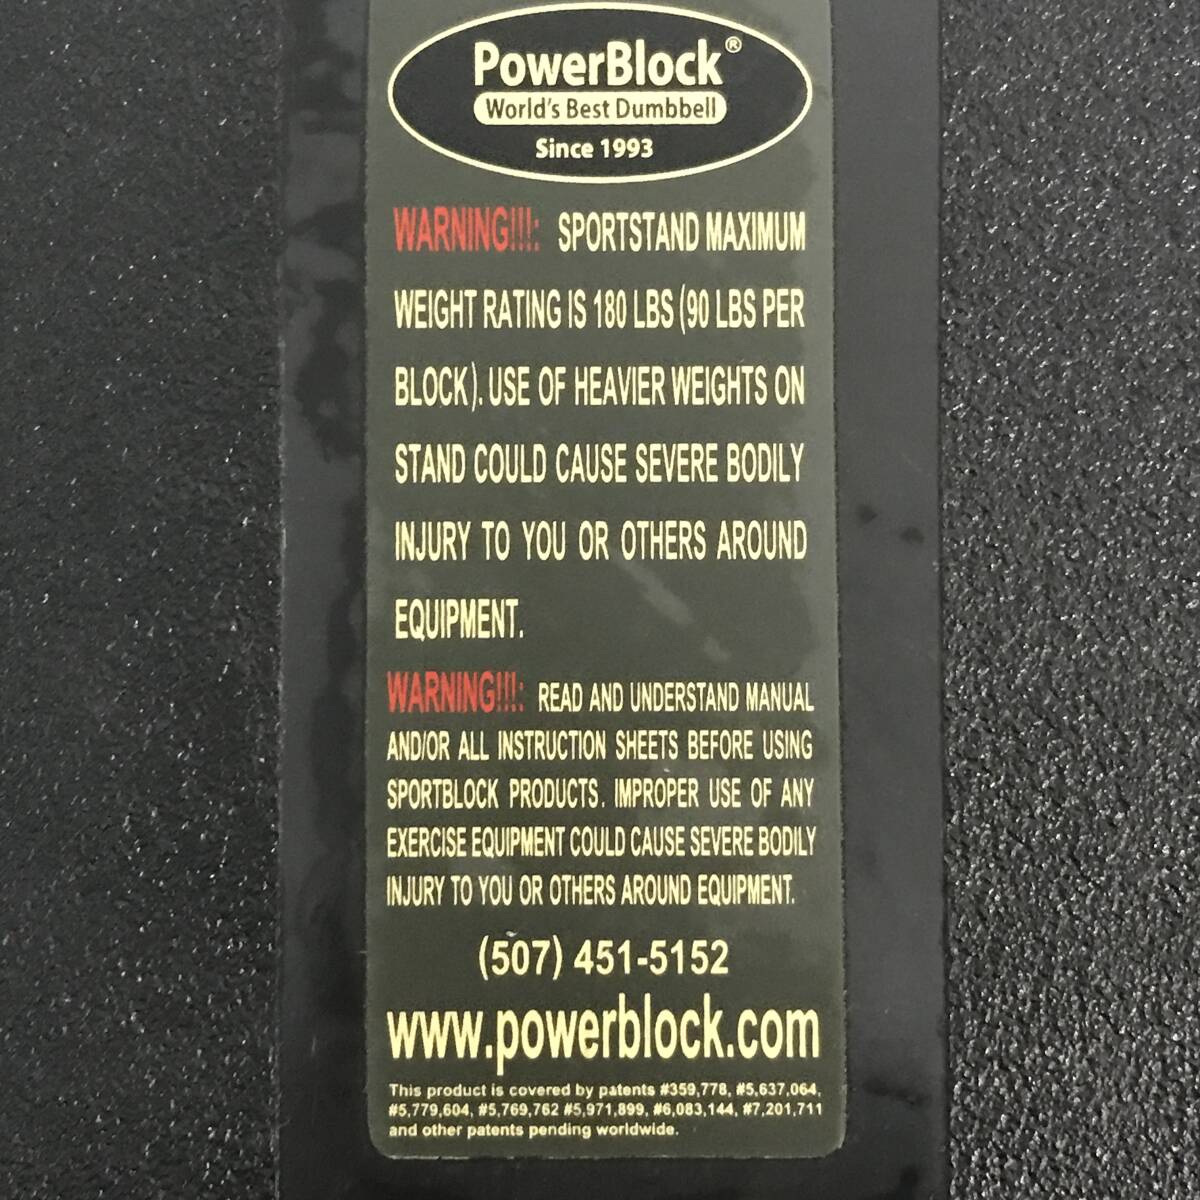 PowerBlock®
World's Best Dumbbell
Since 1993
WARNING!!!: SPORTSTAND MAXIMUM
WEIGHT RATING IS 180 LBS (90 LBS PER
BLOCK). USE OF HEAVIER WEIGHTS ON
STAND COULD CAUSE SEVERE BODILY
INJURY TO YOU OR OTHERS AROUND
EQUIPMENT.
WARNING!!!: READ AND UNDERSTAND MANUAL
AND/OR ALL INSTRUCTION SHEETS BEFORE USING
SPORTBLOCK PRODUCTS. IMPROPER USE OF ANY
EXERCISE EQUIPMENT COULD CAUSE SEVERE BODILY
INJURY TO YOU OR OTHERS AROUND EQUIPMENT.
(507) 451-5152
www.powerblock.com
This product is covered by patents #359,778, #5,637,064,
#5,779,604, #5,769,762 #5,971,899, #6,083,144, #7,201,711
and other patents pending worldwide.